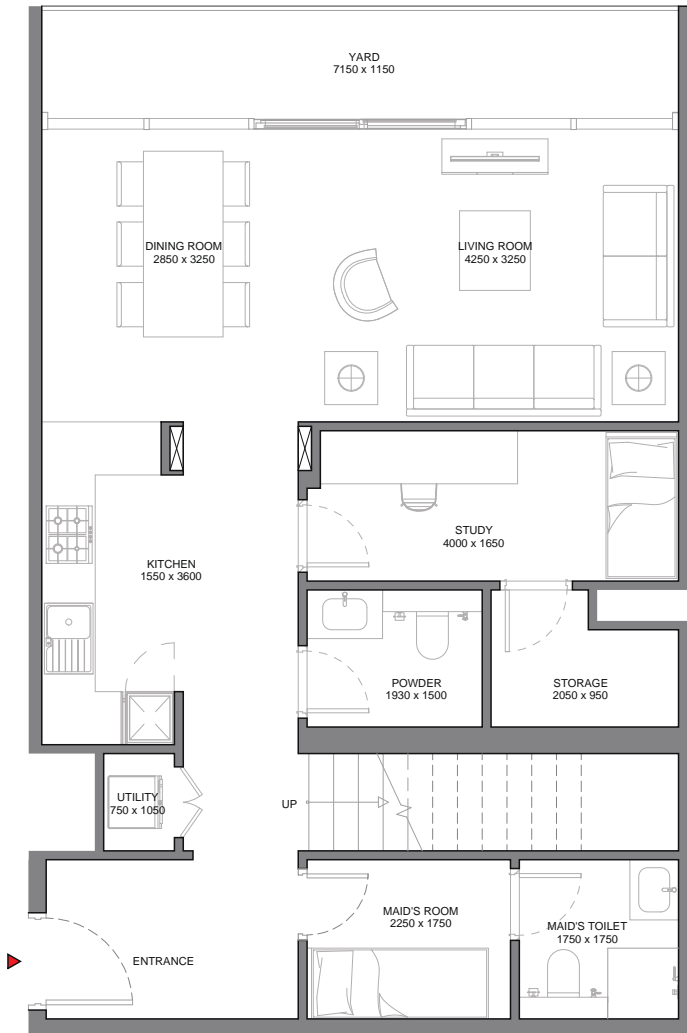 YARD
7150 x 1150
DINING ROOM
2850 x 3250
LIVING ROOM
4250 x 3250
KITCHEN
1550 x 3600
STUDY
4000 x 1650
POWDER
1930 x 1500
STORAGE
2050 x 950
UTILITY
750 x 1050
UP
MAID'S ROOM
2250 x 1750
MAID'S TOILET
1750 x 1750
ENTRANCE